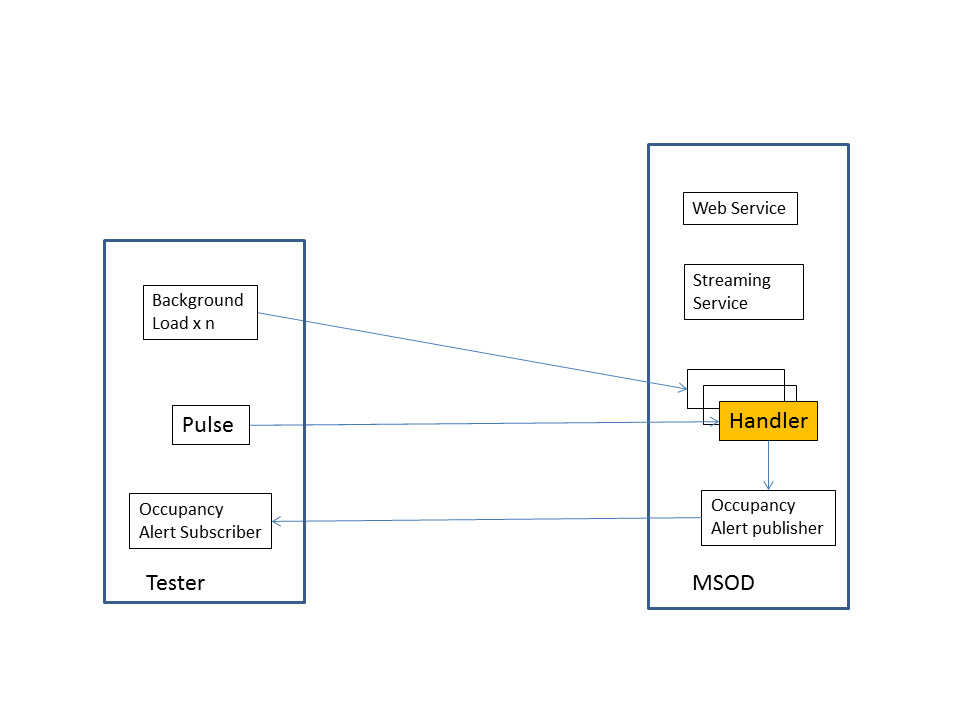 Web Service
Streaming
Service
Background
Load x n
Pulse
Handler
Occupancy
Alert Subscriber
Occupancy
Alert publisher
Tester
MSOD